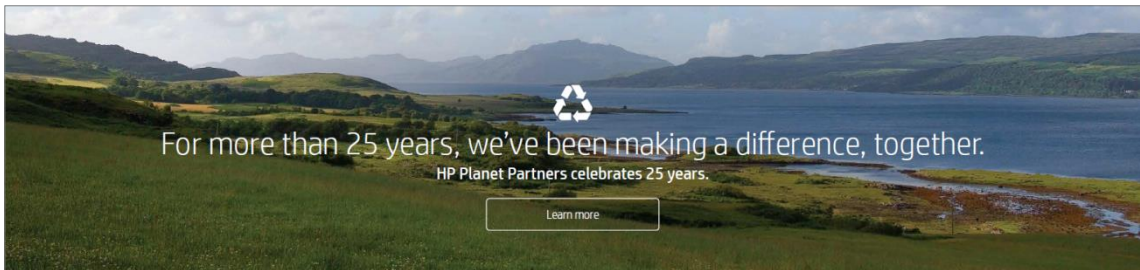 For more than 25 years, we've been making a difference, together.
HP Planet Partners celebrates 25 years.
Learn more